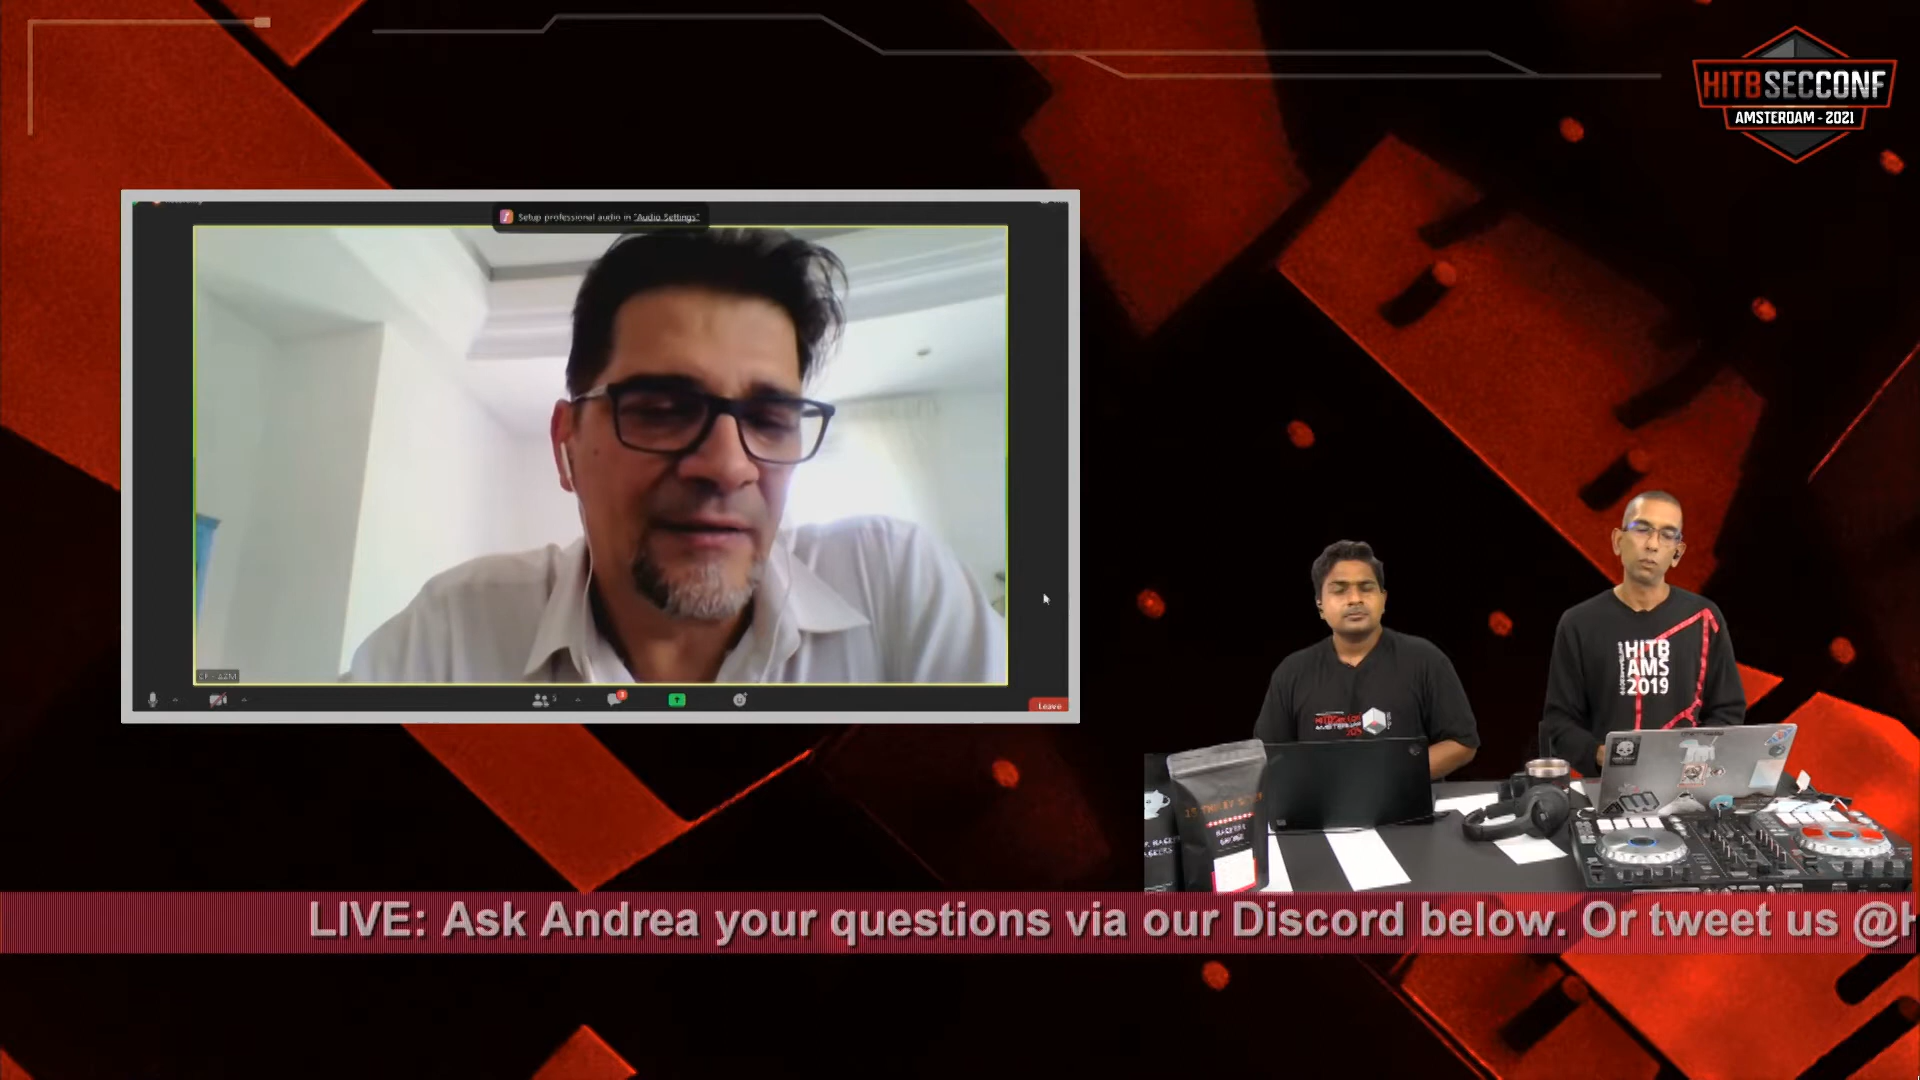 HITBSECCONF
AMSTERDAM - 2021
Setup professional audio in "Audio Settings"
Leave
HITB
AMS
2019
LIVE: Ask Andrea your questions via our Discord below. Or tweet us @H